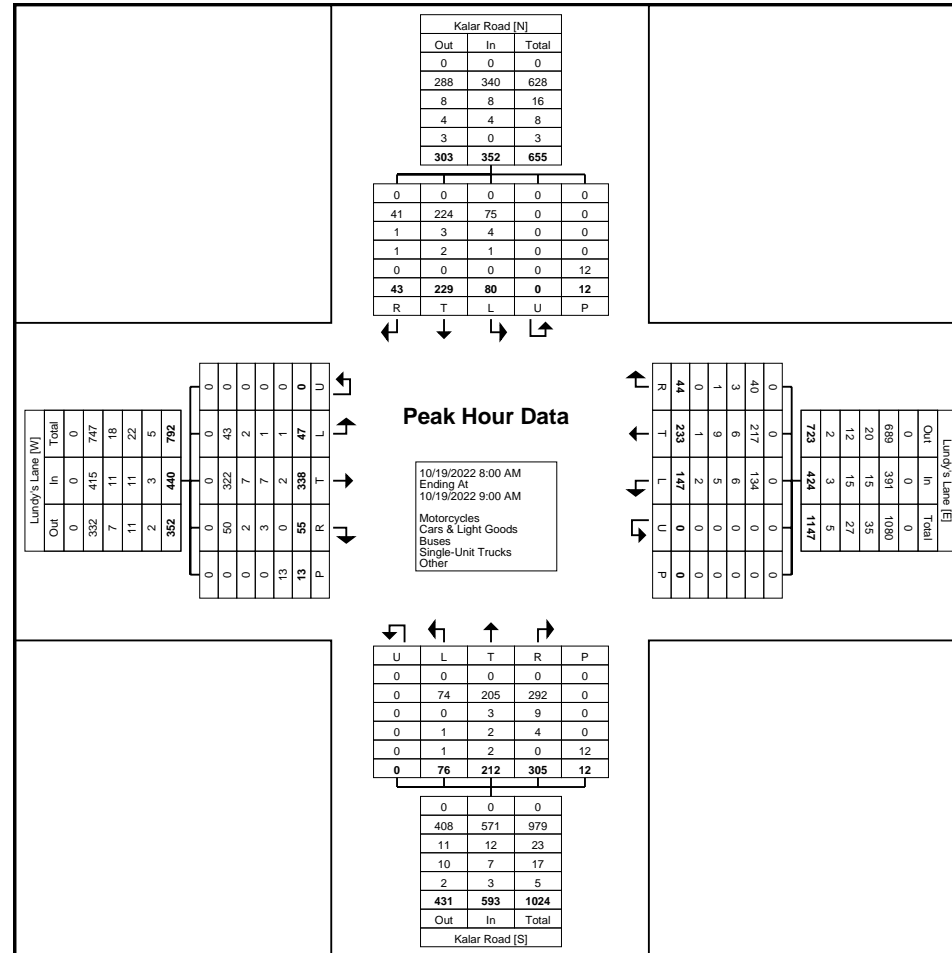 Kalar Road [N]
Out In Total
0 0 0
288 340 628
8 8 16
4 4 8
3 0 3
303 352 655
0 0 0 0 0
41 224 75 0 0
1 3 4 0 0
1 2 1 0 0
0 0 0 0 12
43 229 80 0 12
R T L U P
Lundy's Lane [W]
Total 0 747 18 22 5 792
In 0 415 11 11 3 440
Out 0 332 7 11 2 352
0 0 0 0 0 0 U
0 43 2 1 1 47 L
0 322 7 7 2 338 T
0 50 2 3 0 55 R
0 0 0 0 13 13 P
Peak Hour Data
10/19/2022 8:00 AM
Ending At
10/19/2022 9:00 AM
Motorcycles
Cars & Light Goods
Buses
Single-Unit Trucks
Other
R 44 0 1 3 40 0
T 233 1 9 6 217 0
L 147 2 5 6 134 0
U 0 0 0 0 0 0
P 0 0 0 0 0 0
723 2 12 20 689 0 Out
424 3 15 15 391 0 In
1147 5 27 35 1080 0 Total
Lundy's Lane [E]
U L T R P
0 0 0 0 0
0 74 205 292 0
0 0 3 9 0
0 1 2 4 0
0 1 2 0 12
0 76 212 305 12
0 0 0
408 571 979
11 12 23
10 7 17
2 3 5
431 593 1024
Out In Total
Kalar Road [S]